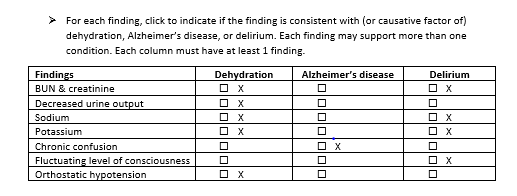 ➤ For each finding, click to indicate if the finding is consistent with (or causative factor of)
dehydration, Alzheimer's disease, or delirium. Each finding may support more than one
condition. Each column must have at least 1 finding.
Findings Dehydration Alzheimer's disease Delirium
BUN & creatinine ☐ X ☐ ☐ X
Decreased urine output ☐ X ☐ ☐
Sodium ☐ X ☐ ☐ X
Potassium ☐ X ☐ ☐ X
Chronic confusion ☐ ☐ X ☐
Fluctuating level of consciousness ☐ ☐ ☐ X
Orthostatic hypotension ☐ X ☐ ☐